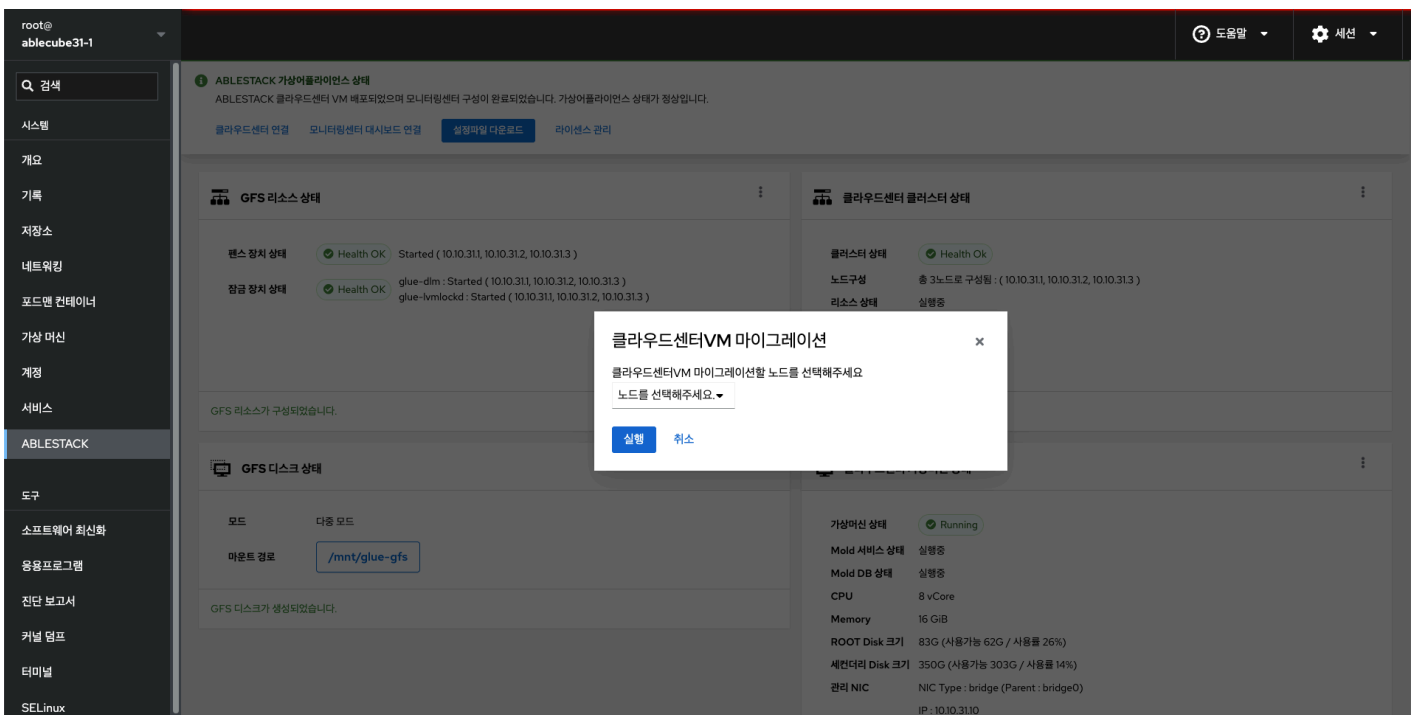 root@
ablecube31-1
도움말
세션
검색
시스템
개요
기록
저장소
네트워킹
포드맨 컨테이너
가상 머신
계정
서비스
ABLESTACK
도구
소프트웨어 최신화
응용프로그램
진단 보고서
커널 덤프
터미널
SELinux
ABLESTACK 가상어플라이언스 상태
ABLESTACK 클라우드센터 VM 배포되었으며 모니터링센터 구성이 완료되었습니다. 가상어플라이언스 상태가 정상입니다.
클라우드센터 연결 모니터링센터 대시보드 연결 설정파일 다운로드 라이센스 관리
GFS 리소스 상태
펜스 장치 상태 Health OK Started ( 10.10.31.1, 10.10.31.2, 10.10.31.3 )
잠금 장치 상태 Health OK glue-dlm : Started ( 10.10.31.1, 10.10.31.2, 10.10.31.3 )
glue-lvmlockd : Started ( 10.10.31.1, 10.10.31.2, 10.10.31.3 )
GFS 리소스가 구성되었습니다.
클라우드센터 클러스터 상태
클러스터 상태 Health Ok
노드구성 총 3노드로 구성됨 : ( 10.10.31.1, 10.10.31.2, 10.10.31.3 )
리소스 상태 실행중
클라우드센터VM 마이그레이션
클라우드센터VM 마이그레이션할 노드를 선택해주세요
노드를 선택해주세요.
실행 취소
GFS 디스크 상태
모드 다중 모드
마운트 경로 /mnt/glue-gfs
GFS 디스크가 생성되었습니다.
가상머신 상태 Running
Mold 서비스 상태 실행중
Mold DB 상태 실행중
CPU 8 vCore
Memory 16 GiB
ROOT Disk 크기 83G (사용가능 62G / 사용률 26%)
세컨더리 Disk 크기 350G (사용가능 303G / 사용률 14%)
관리 NIC NIC Type : bridge (Parent : bridge0)
IP : 10.10.31.10